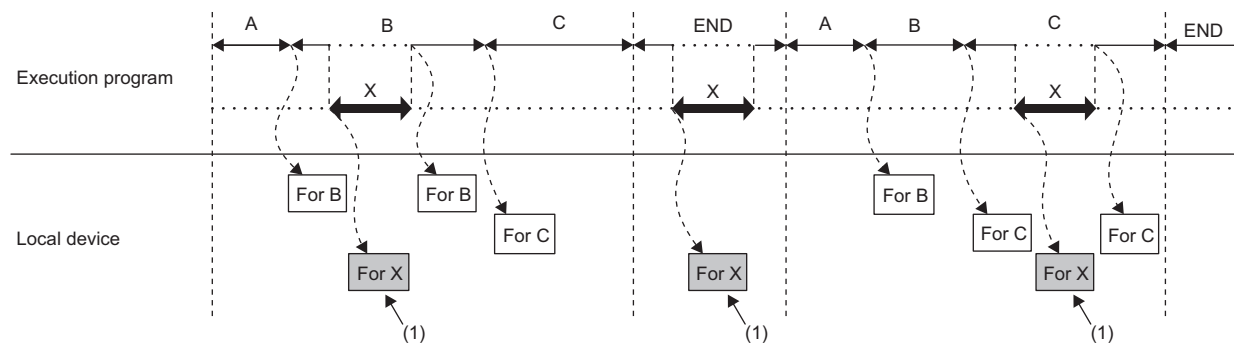 A B C END A B C END
Execution program
X X X
For B For B For B
For C For C For C
Local device
For X For X For X
(1) (1) (1)